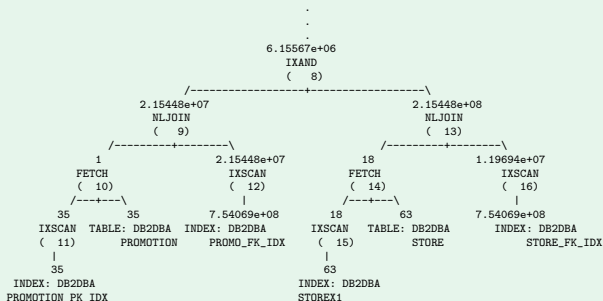 .
.
.
6.15567e+06
IXAND
(   8)
/------------------+------------------\
2.15448e+07                          2.15448e+08
NLJOIN                               NLJOIN
(   9)                               (  13)
/---------+--------\                 /---------+--------\
1                2.15448e+07         18               1.19694e+07
FETCH            IXSCAN              FETCH            IXSCAN
(  10)           (  12)              (  14)           (  16)
/---+---\            |               /---+---\            |
35         35        7.54069e+08     18         63        7.54069e+08
IXSCAN  TABLE: DB2DBA  INDEX: DB2DBA  IXSCAN  TABLE: DB2DBA  INDEX: DB2DBA
(  11)     PROMOTION   PROMO_FK_IDX   (  15)     STORE       STORE_FK_IDX
|                                    |
35                                   63
INDEX: DB2DBA                        INDEX: DB2DBA
PROMOTION_PK_IDX                     STOREX1